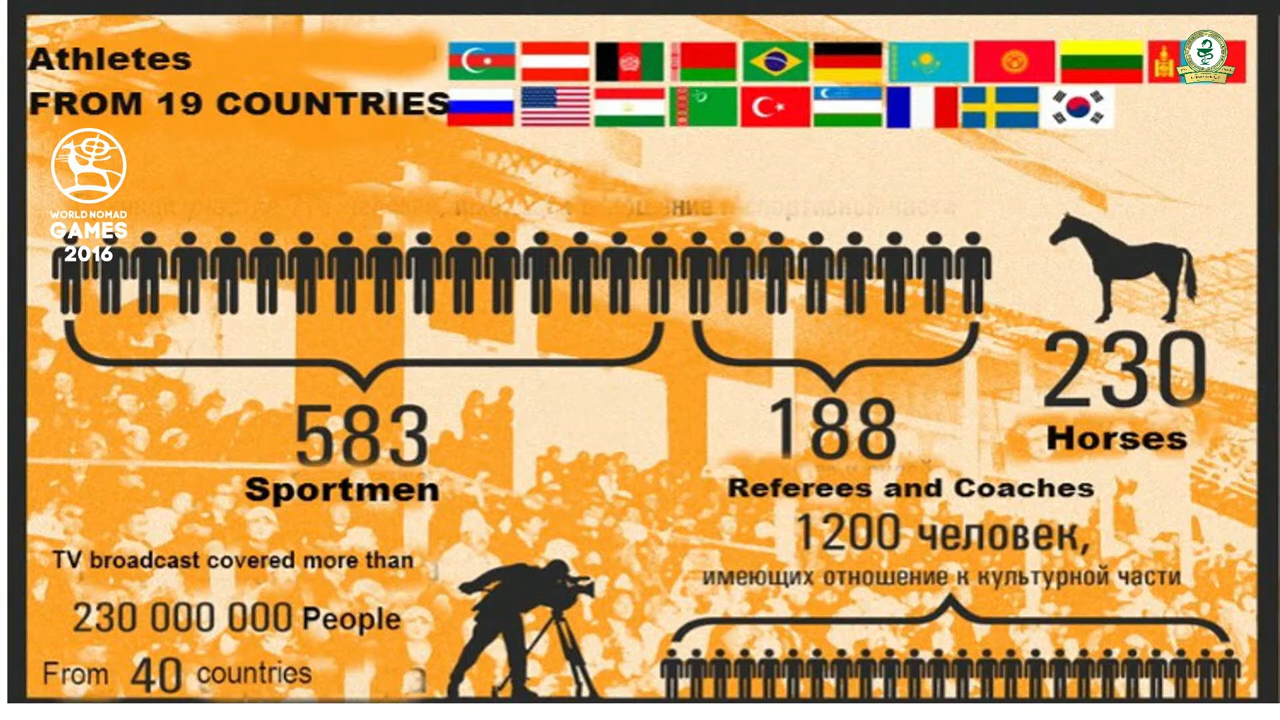 Athletes
FROM 19 COUNTRIES
WORLD NOMAD
GAMES
2016
583
Sportmen
188
Referees and Coaches
230
Horses
1200 человек,
имеющих отношение к культурной части
TV broadcast covered more than
230 000 000 People
From 40 countries